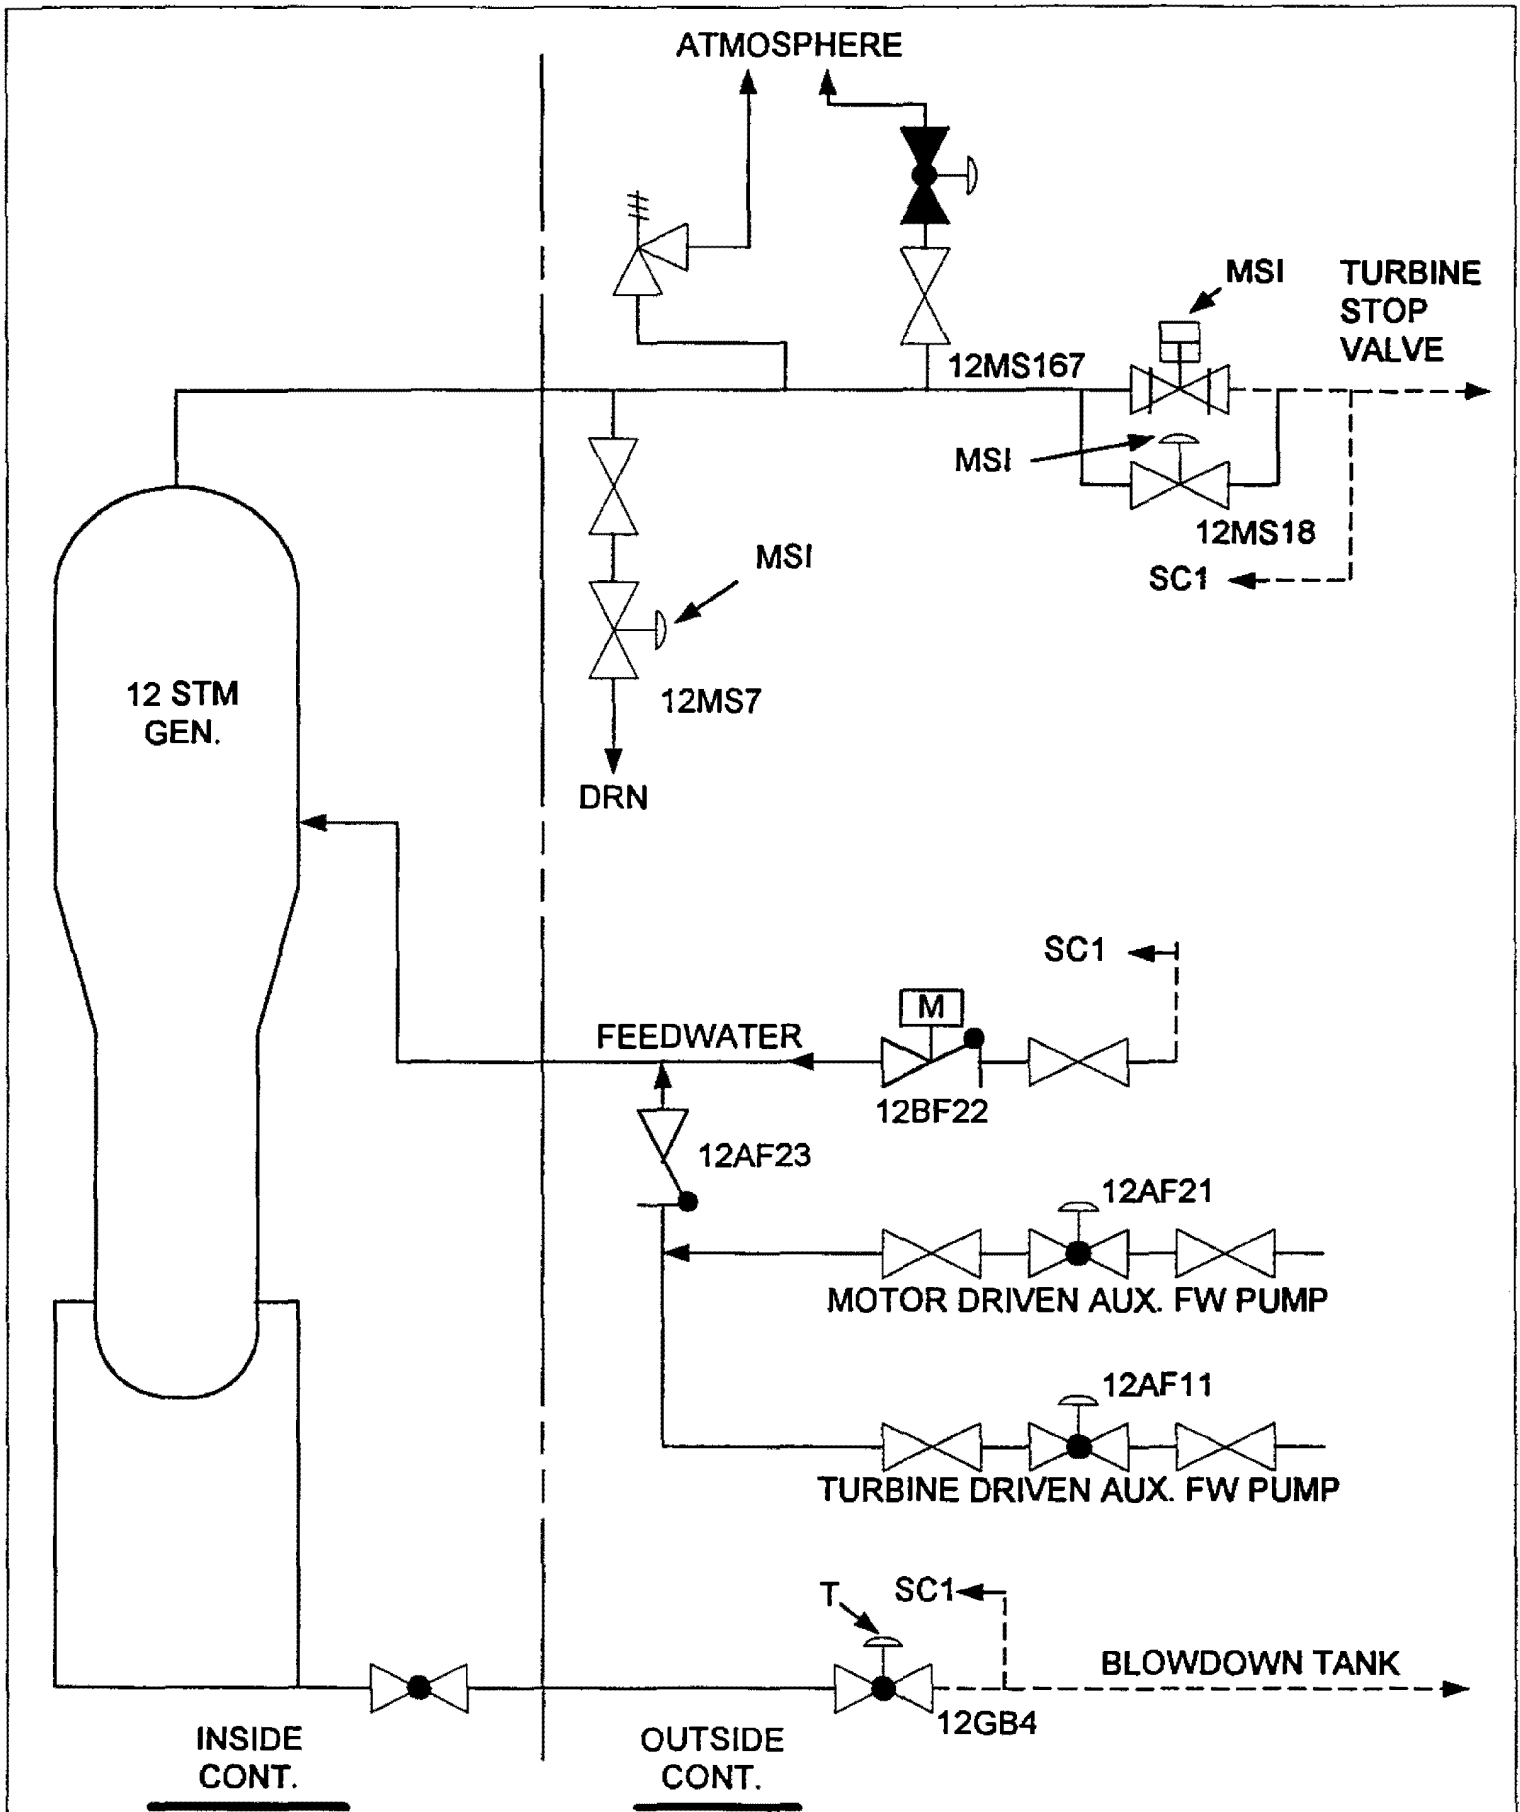 ATMOSPHERE
MSI
TURBINE
STOP
VALVE
12MS167
MSI
12MS18
SC1
MSI
12 STM
GEN.
12MS7
DRN
SC1
M
FEEDWATER
12BF22
12AF23
12AF21
MOTOR DRIVEN AUX. FW PUMP
12AF11
TURBINE DRIVEN AUX. FW PUMP
T
SC1
BLOWDOWN TANK
12GB4
INSIDE
CONT.
OUTSIDE
CONT.